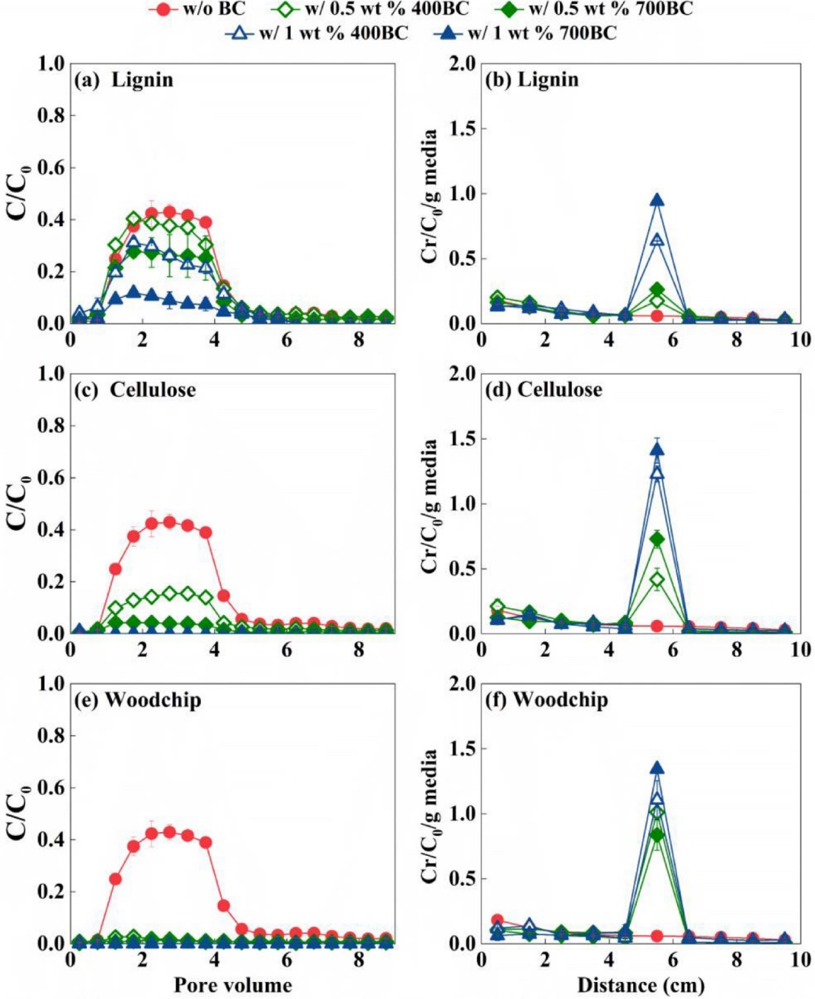 w/o BC w/ 0.5 wt % 400BC w/ 0.5 wt % 700BC
w/ 1 wt % 400BC w/ 1 wt % 700BC
(a) Lignin
C/C0
1.0
0.8
0.6
0.4
0.2
0.0
0 2 4 6 8
(b) Lignin
Cr/C0/g media
2.0
1.5
1.0
0.5
0.0
0 2 4 6 8 10
(c) Cellulose
C/C0
1.0
0.8
0.6
0.4
0.2
0.0
0 2 4 6 8
(d) Cellulose
Cr/C0/g media
2.0
1.5
1.0
0.5
0.0
0 2 4 6 8 10
(e) Woodchip
C/C0
1.0
0.8
0.6
0.4
0.2
0.0
0 2 4 6 8
Pore volume
(f) Woodchip
Cr/C0/g media
2.0
1.5
1.0
0.5
0.0
0 2 4 6 8 10
Distance (cm)